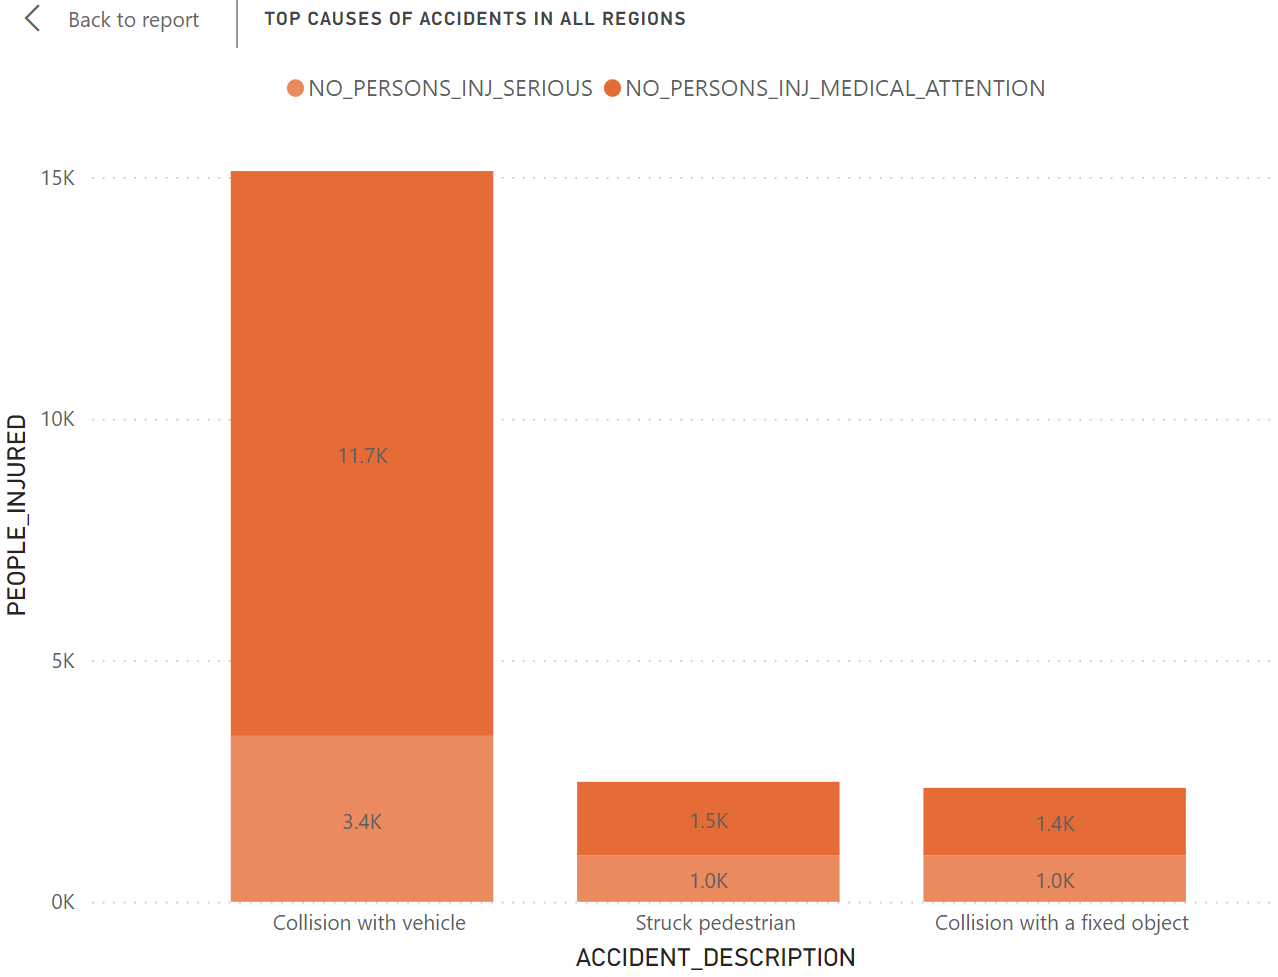 Back to report
TOP CAUSES OF ACCIDENTS IN ALL REGIONS
NO_PERSONS_INJ_SERIOUS NO_PERSONS_INJ_MEDICAL_ATTENTION
PEOPLE_INJURED
15K
10K
5K
0K
11.7K
3.4K
1.5K
1.0K
1.4K
1.0K
Collision with vehicle
Struck pedestrian
Collision with a fixed object
ACCIDENT_DESCRIPTION